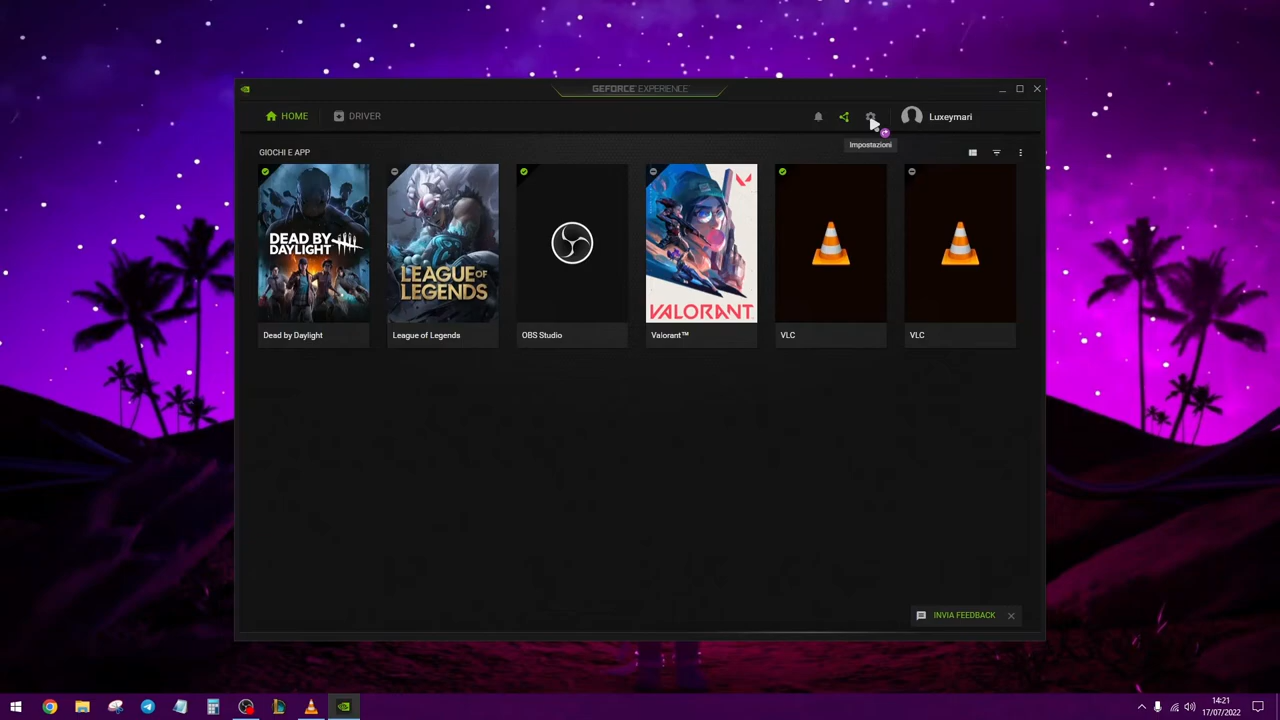 GEFORCE EXPERIENCE
HOME
DRIVER
Luxeymari
Impostazioni
GIOCHI E APP
DEAD BY
DAYLIGHT
LEAGUE OF
LEGENDS
VALORANT
Dead by Daylight
League of Legends
OBS Studio
Valorant™
VLC
VLC
INVIA FEEDBACK
14:21
17/07/2022